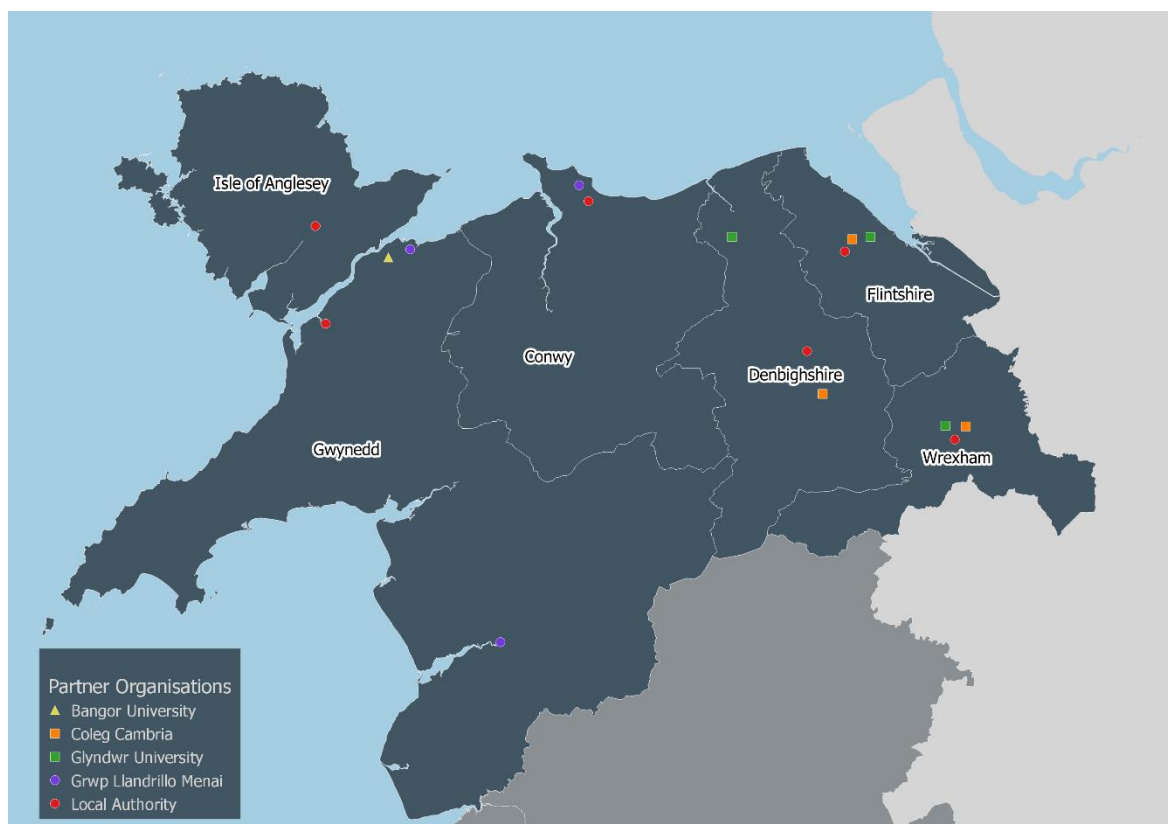 Isle of Anglesey
Flintshire
Conwy
Denbighshire
Gwynedd
Wrexham
Partner Organisations
Bangor University
Coleg Cambria
Glyndwr University
Grwp Llandrillo Menai
Local Authority